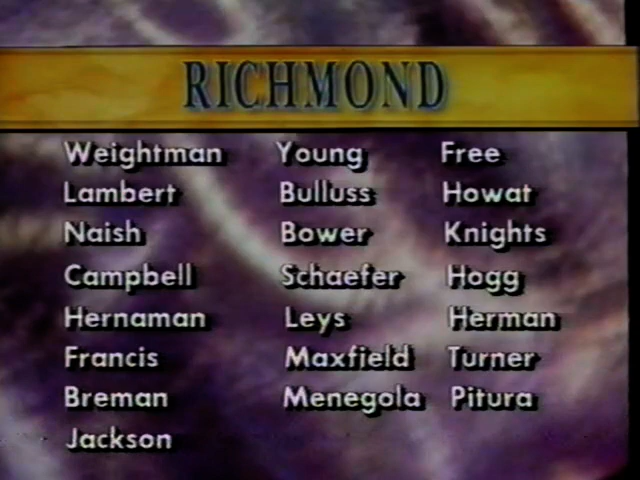 RICHMOND
Weightman Young Free
Lambert Bulluss Howat
Naish Bower Knights
Campbell Schaefer Hogg
Hernaman Leys Herman
Francis Maxfield Turner
Breman Menegola Pitura
Jackson